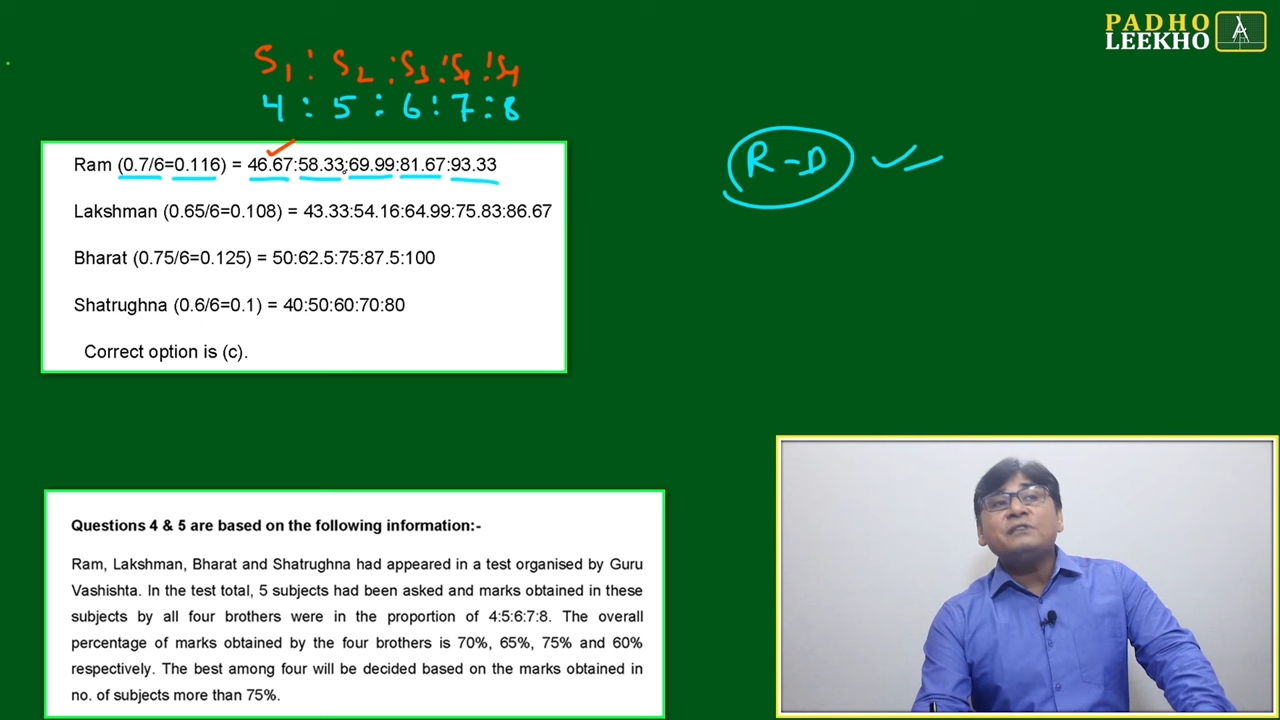 PADHO
LEEKHO
S1 : S2 : S3 : S4 : S4
4 : 5 : 6 : 7 : 8
Ram (0.7/6=0.116) = 46.67:58.33:69.99:81.67:93.33
R-D
Lakshman (0.65/6=0.108) = 43.33:54.16:64.99:75.83:86.67
Bharat (0.75/6=0.125) = 50:62.5:75:87.5:100
Shatrughna (0.6/6=0.1) = 40:50:60:70:80
Correct option is (c).
Questions 4 & 5 are based on the following information:-
Ram, Lakshman, Bharat and Shatrughna had appeared in a test organised by Guru
Vashishta. In the test total, 5 subjects had been asked and marks obtained in these
subjects by all four brothers were in the proportion of 4:5:6:7:8. The overall
percentage of marks obtained by the four brothers is 70%, 65%, 75% and 60%
respectively. The best among four will be decided based on the marks obtained in
no. of subjects more than 75%.